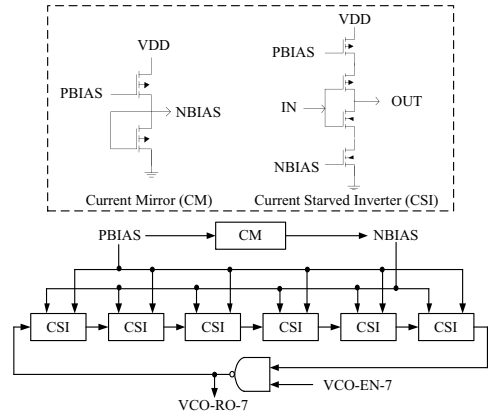 VDD
VDD
PBIAS
PBIAS
NBIAS
IN
OUT
NBIAS
Current Mirror (CM)
Current Starved Inverter (CSI)
PBIAS
CM
NBIAS
CSI
CSI
CSI
CSI
CSI
CSI
VCO-EN-7
VCO-RO-7